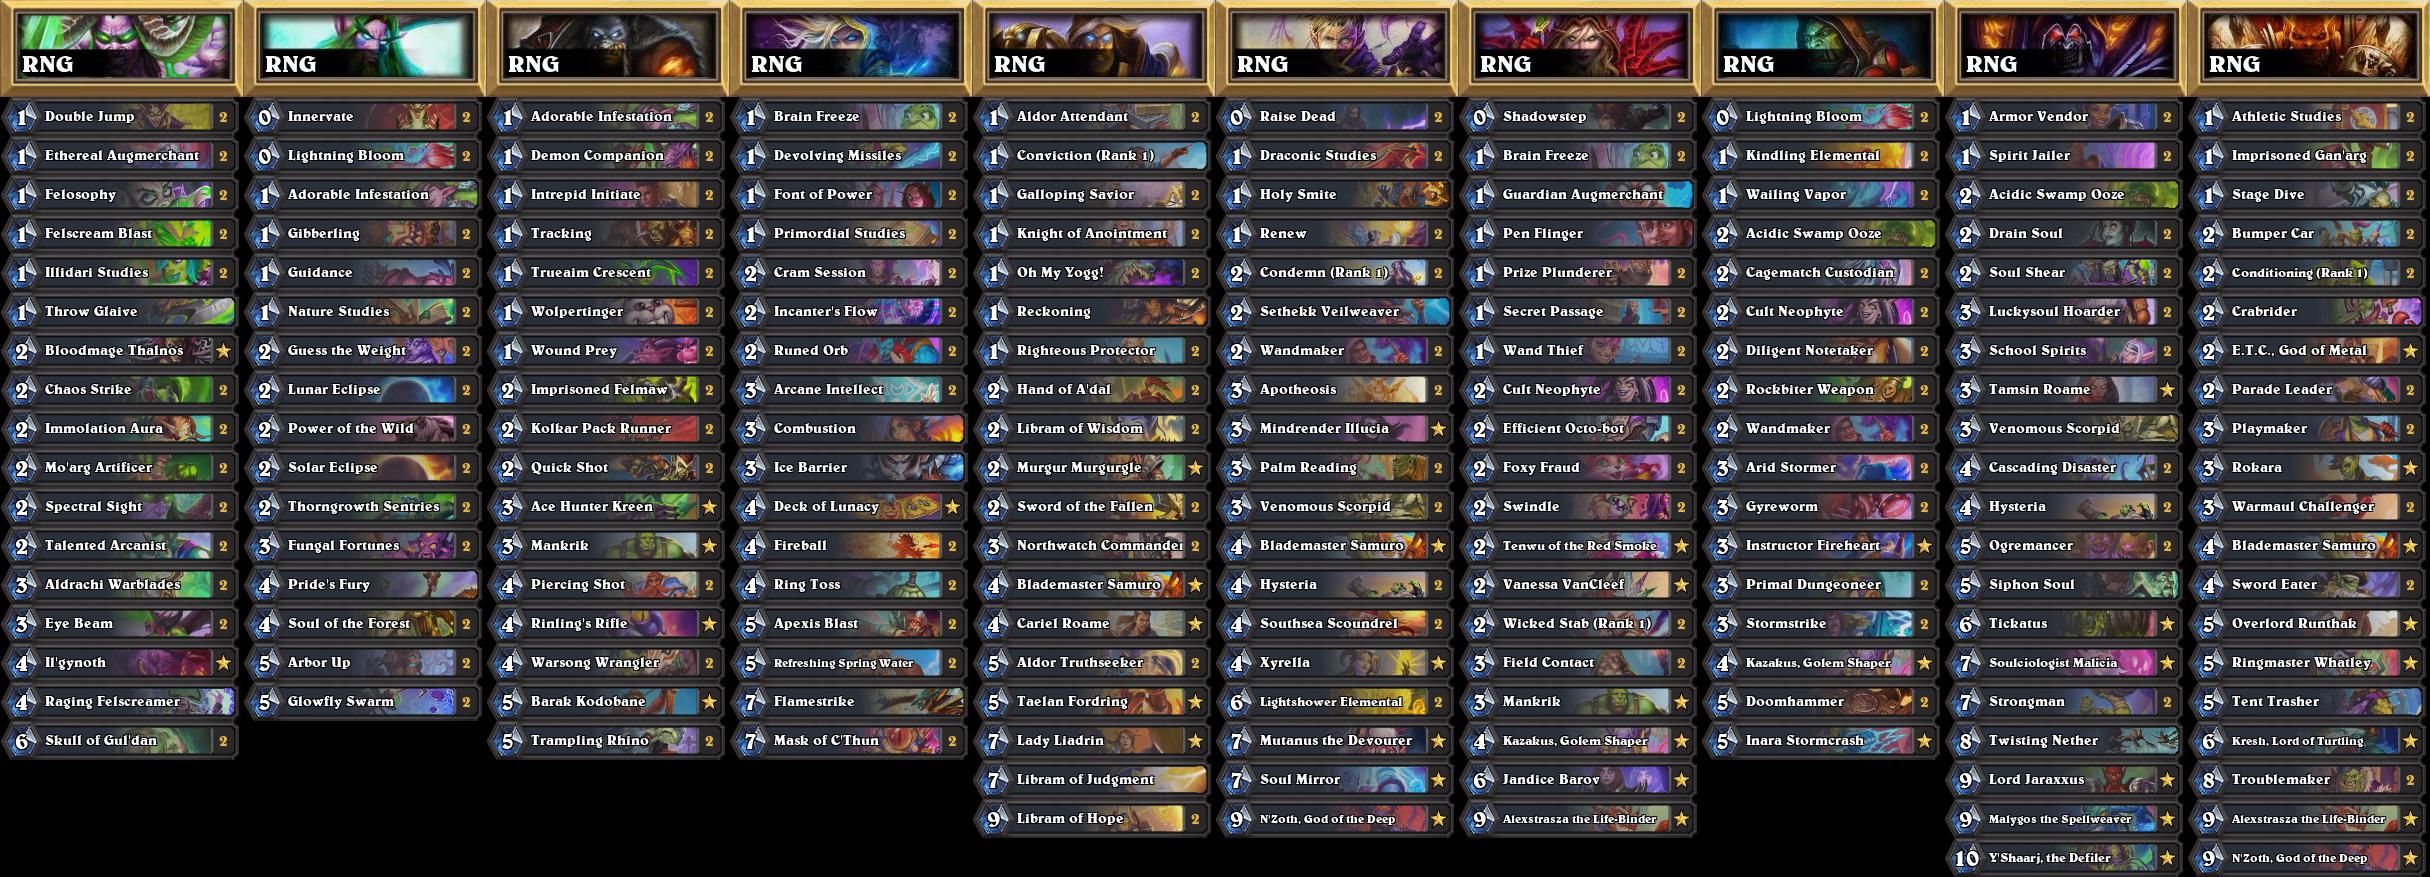 RNG
1 Double Jump 2
1 Ethereal Augmerchant 2
1 Felosophy 2
1 Felscream Blast 2
1 Illidari Studies 2
1 Throw Glaive
2 Bloodmage Thalnos
2 Chaos Strike 2
2 Immolation Aura 2
2 Mo'arg Artificer 2
2 Spectral Sight 2
2 Talented Arcanist 2
3 Aldrachi Warblades 2
3 Eye Beam 2
4 Il'gynoth
4 Raging Felscreamer
6 Skull of Gul'dan 2
RNG
0 Innervate 2
0 Lightning Bloom 2
1 Adorable Infestation
1 Gibberling 2
1 Guidance 2
1 Nature Studies 2
2 Guess the Weight 2
2 Lunar Eclipse 2
2 Power of the Wild 2
2 Solar Eclipse 2
2 Thorngrowth Sentries 2
3 Fungal Fortunes 2
4 Pride's Fury
4 Soul of the Forest 2
5 Arbor Up 2
5 Glowfly Swarm 2
RNG
1 Adorable Infestation 2
1 Demon Companion 2
1 Intrepid Initiate 2
1 Tracking 2
1 Trueaim Crescent 2
1 Wolpertinger 2
1 Wound Prey 2
2 Imprisoned Felmaw 2
2 Kolkar Pack Runner 2
2 Quick Shot 2
3 Ace Hunter Kreen
3 Mankrik
4 Piercing Shot 2
4 Rinling's Rifle
4 Warsong Wrangler 2
5 Barak Kodobane
5 Trampling Rhino 2
RNG
1 Brain Freeze 2
1 Devolving Missiles 2
1 Font of Power 2
1 Primordial Studies 2
2 Cram Session 2
2 Incanter's Flow 2
2 Runed Orb 2
3 Arcane Intellect 2
3 Combustion
3 Ice Barrier
4 Deck of Lunacy
4 Fireball 2
4 Ring Toss 2
5 Apexis Blast 2
5 Refreshing Spring Water 2
7 Flamestrike
7 Mask of C'Thun 2
RNG
1 Aldor Attendant 2
1 Conviction (Rank 1)
1 Galloping Savior 2
1 Knight of Anointment 2
1 Oh My Yogg! 2
1 Reckoning
1 Righteous Protector 2
2 Hand of A'dal 2
2 Libram of Wisdom 2
2 Murgur Murgurgle
2 Sword of the Fallen 2
3 Northwatch Commander 2
4 Blademaster Samuro
4 Cariel Roame
5 Aldor Truthseeker 2
5 Taelan Fordring
7 Lady Liadrin
7 Libram of Judgment
9 Libram of Hope 2
RNG
0 Raise Dead 2
1 Draconic Studies 2
1 Holy Smite
1 Renew 2
2 Condemn (Rank 1) 2
2 Sethekk Veilweaver
2 Wandmaker 2
3 Apotheosis 2
3 Mindrender Illucia
3 Palm Reading 2
3 Venomous Scorpid 2
4 Blademaster Samuro
4 Hysteria 2
4 Southsea Scoundrel 2
4 Xyrella
6 Lightshower Elemental 2
7 Mutanus the Devourer
7 Soul Mirror
9 N'Zoth, God of the Deep
RNG
0 Shadowstep 2
1 Brain Freeze 2
1 Guardian Augmerchant
1 Pen Flinger
1 Prize Plunderer 2
1 Secret Passage 2
1 Wand Thief 2
2 Cult Neophyte 2
2 Efficient Octo-bot 2
2 Foxy Fraud 2
2 Swindle 2
2 Tenwu of the Red Smoke
2 Vanessa VanCleef
2 Wicked Stab (Rank 1) 2
3 Field Contact 2
3 Mankrik
4 Kazakus, Golem Shaper
6 Jandice Barov
9 Alexstrasza the Life-Binder
RNG
0 Lightning Bloom 2
1 Kindling Elemental 2
1 Wailing Vapor 2
2 Acidic Swamp Ooze
2 Cagematch Custodian 2
2 Cult Neophyte 2
2 Diligent Notetaker 2
2 Rockbiter Weapon 2
2 Wandmaker 2
3 Arid Stormer 2
3 Gyreworm 2
3 Instructor Fireheart
3 Primal Dungeoneer 2
3 Stormstrike 2
4 Kazakus, Golem Shaper
5 Doomhammer 2
5 Inara Stormcrash
RNG
1 Armor Vendor 2
1 Spirit Jailer 2
2 Acidic Swamp Ooze
2 Drain Soul 2
2 Soul Shear 2
3 Luckysoul Hoarder 2
3 School Spirits 2
3 Tamsin Roame
3 Venomous Scorpid
4 Cascading Disaster 2
4 Hysteria 2
5 Ogremancer 2
5 Siphon Soul
6 Tickatus
7 Soulciologist Malicia
7 Strongman 2
8 Twisting Nether
9 Lord Jaraxxus
9 Malygos the Spellweaver
10 Y'Shaarj, the Defiler
RNG
1 Athletic Studies 2
1 Imprisoned Gan'arg 2
1 Stage Dive 2
2 Bumper Car 2
2 Conditioning (Rank 1) 2
2 Crabrider
2 E.T.C., God of Metal
2 Parade Leader 2
3 Playmaker 2
3 Rokara
3 Warmaul Challenger 2
4 Blademaster Samuro
4 Sword Eater 2
5 Overlord Runthak
5 Ringmaster Whatley
5 Tent Trasher
6 Kresh, Lord of Turtling
8 Troublemaker 2
9 Alexstrasza the Life-Binder
9 N'Zoth, God of the Deep